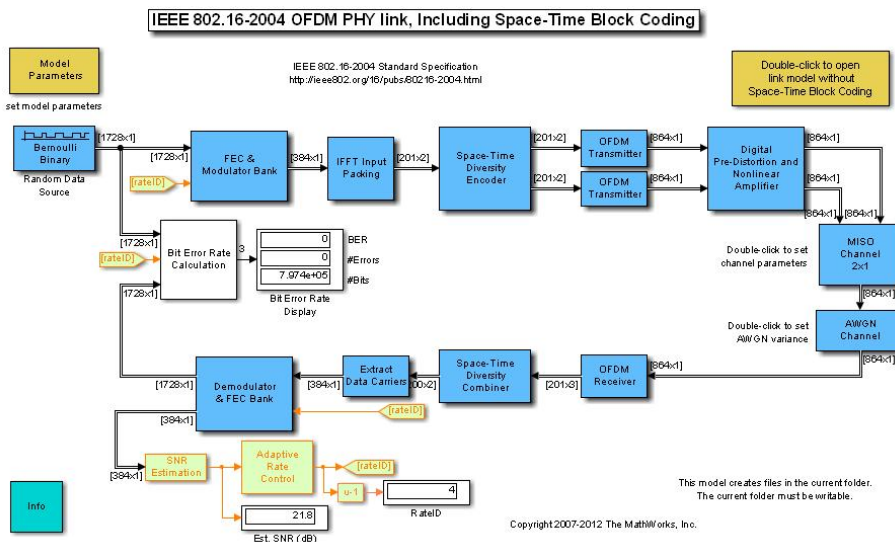 IEEE 802.16-2004 OFDM PHY link, Including Space-Time Block Coding
Model
Parameters
set model parameters
IEEE 802.16-2004 Standard Specification
http://ieee802.org/16/pubs/80216-2004.html
Double-click to open
link model without
Space-Time Block Coding
Bernoulli
Binary
Random Data
Source
[1728x1]
[1728x1]
[rateID]
FEC &
Modulator Bank
[384x1]
IFFT Input
Packing
[201x2]
Space-Time
Diversity
Encoder
[201x2]
[201x2]
OFDM
Transmitter
OFDM
Transmitter
[864x1]
[864x1]
Digital
Pre-Distortion and
Nonlinear
Amplifier
[864x1]
[864x1]
[864x1]
[864x1]
[1728x1]
[rateID]
1728x1]
Bit Error Rate
Calculation
3
0
BER
0
#Errors
7.974e+05
#Bits
Bit Error Rate
Display
Double-click to set
channel parameters
MISO
Channel
2x1
[864x1]
Double-click to set
AWGN variance
AWGN
Channel
[864x1]
[1728x1]
[384x1]
Demodulator
& FEC Bank
[384x1]
Extract
Data Carriers
00x2]
Space-Time
Diversity
Combiner
[201x3]
OFDM
Receiver
[864x1]
[rateID]
[384x1]
SNR
Estimation
Adaptive
Rate
Control
[rateID]
u-1
4
RateID
21.8
Est. SNR (dB)
Info
This model creates files in the current folder.
The current folder must be writable.
Copyright 2007-2012 The MathWorks, Inc.